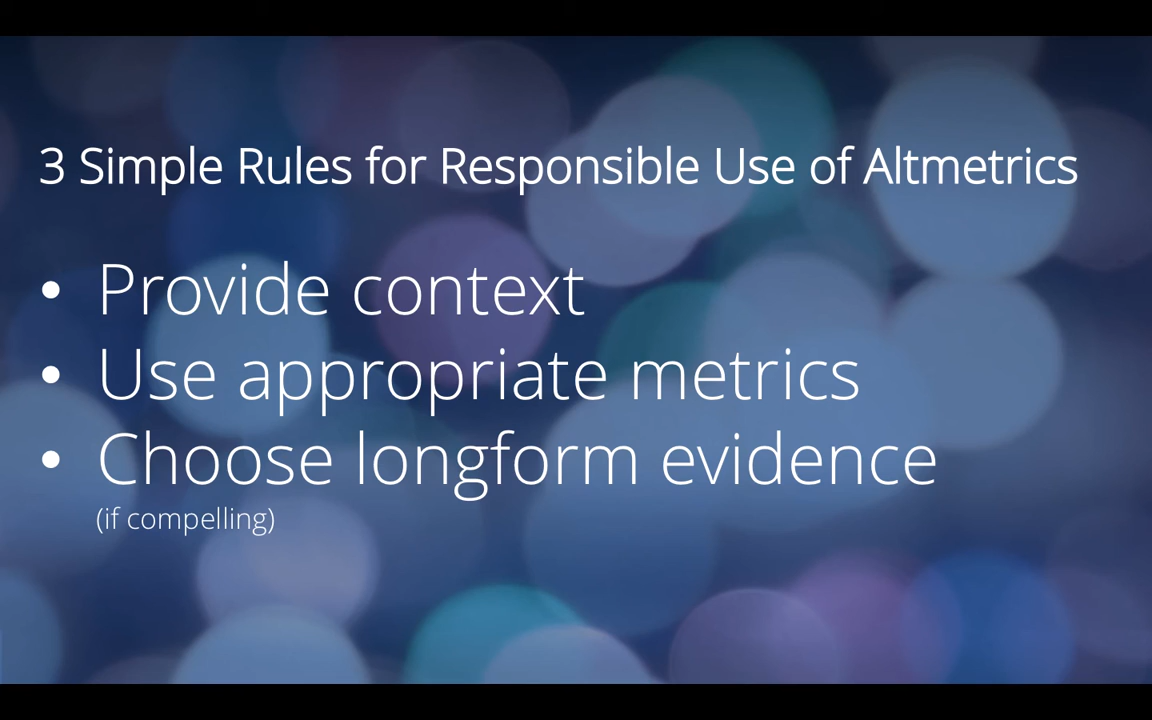 3 Simple Rules for Responsible Use of Altmetrics
• Provide context
• Use appropriate metrics
• Choose longform evidence
(if compelling)